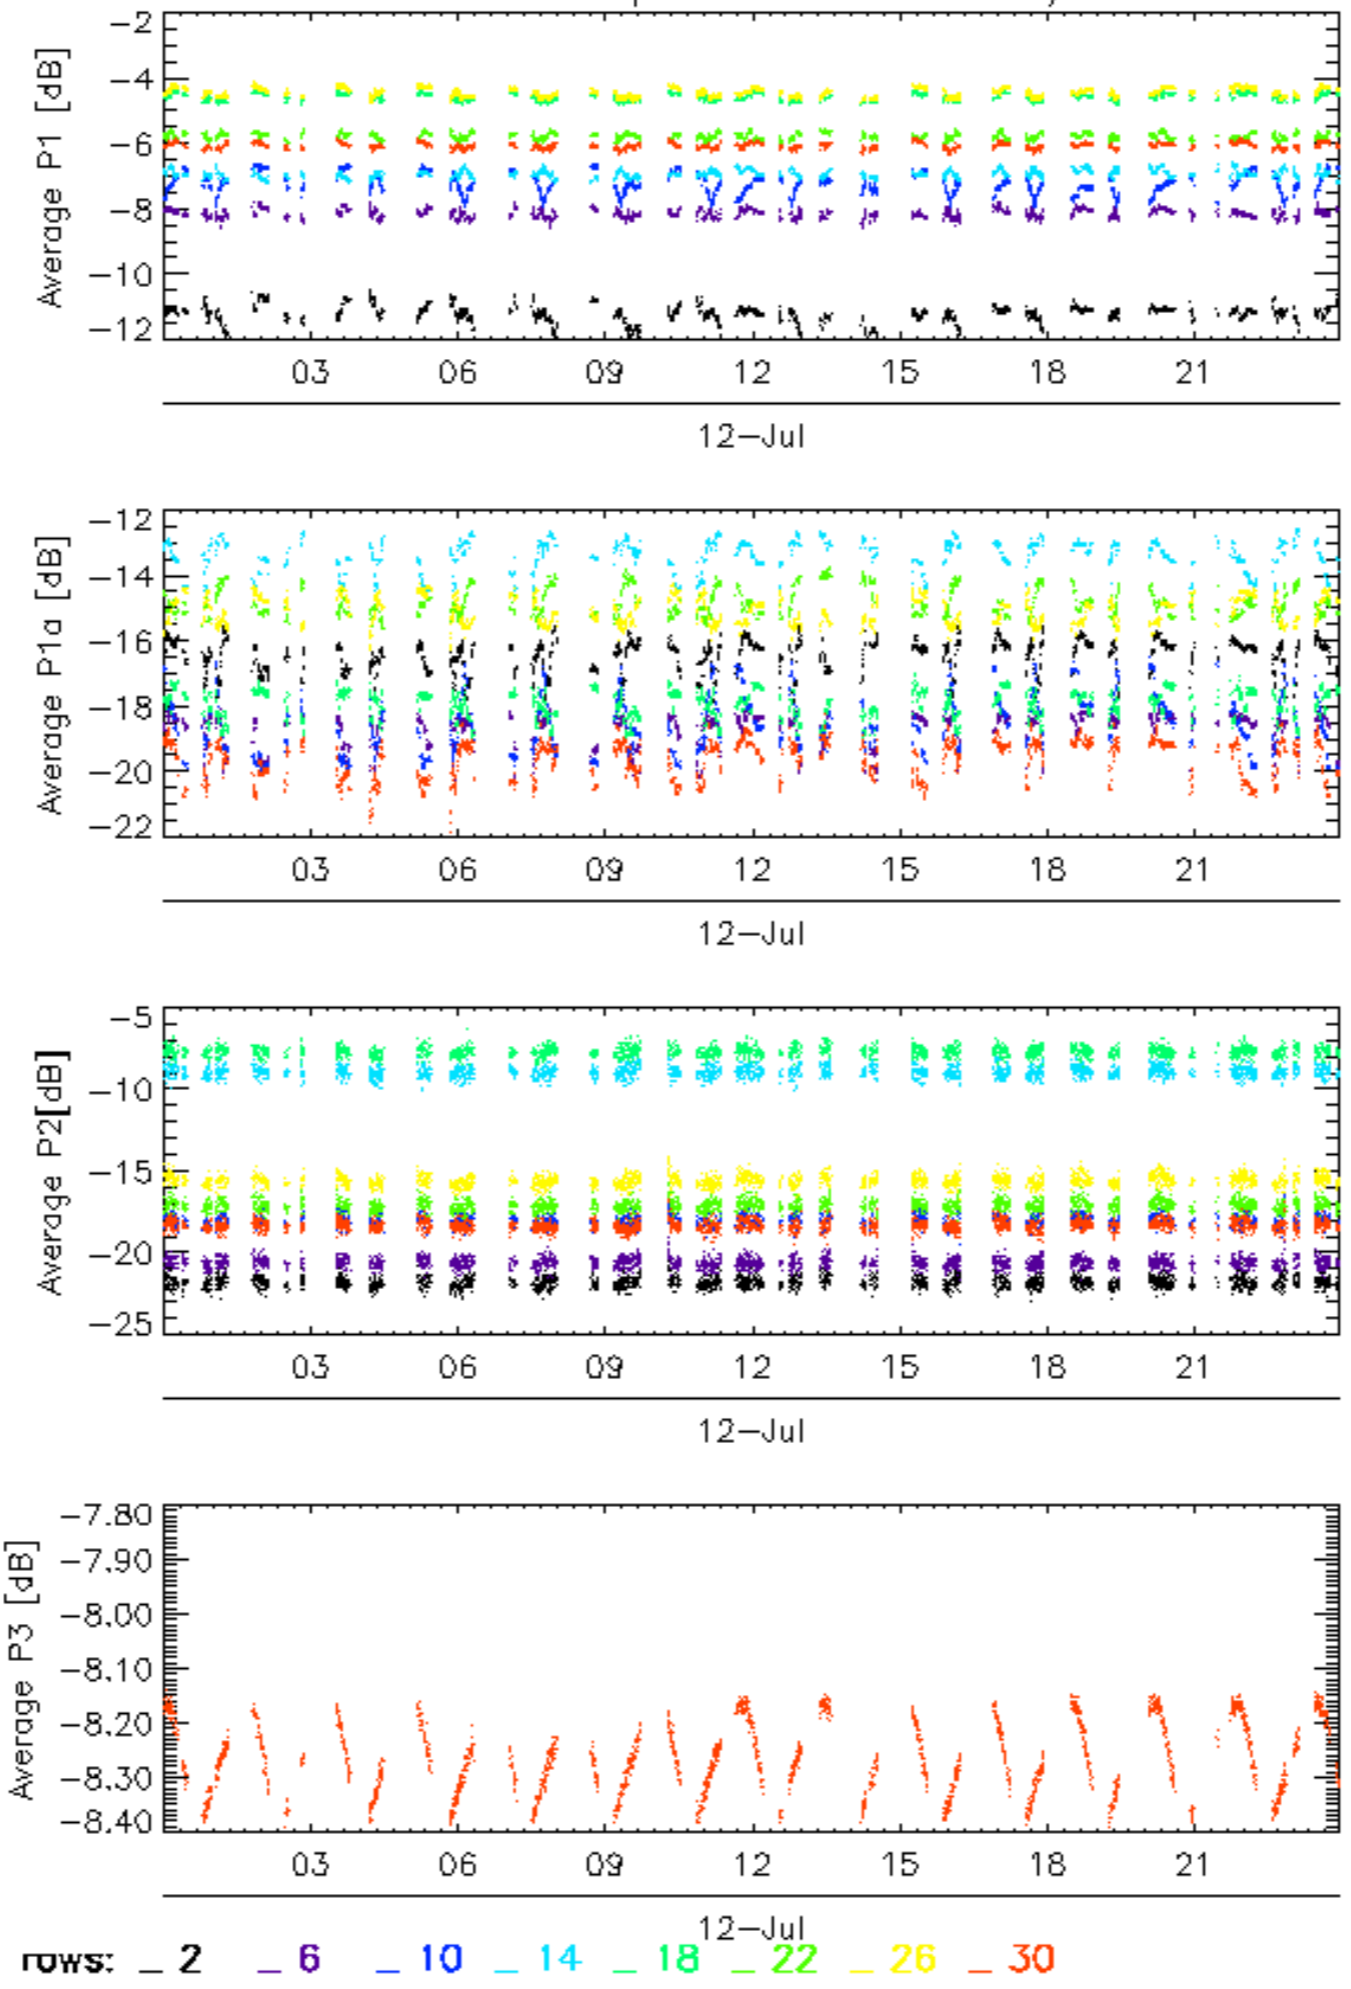 Average P1 [dB]
−2
−4
−6
−8
−10
−12
03 06 09 12 15 18 21
12−Jul
Average P1a [dB]
−12
−14
−16
−18
−20
−22
03 06 09 12 15 18 21
12−Jul
Average P2[dB]
−5
−10
−15
−20
−25
03 06 09 12 15 18 21
12−Jul
Average P3 [dB]
−7.80
−7.90
−8.00
−8.10
−8.20
−8.30
−8.40
03 06 09 12 15 18 21
12−Jul
rows: _ 2 _ 6 _ 10 _ 14 _ 18 _ 22 _ 26 _ 30